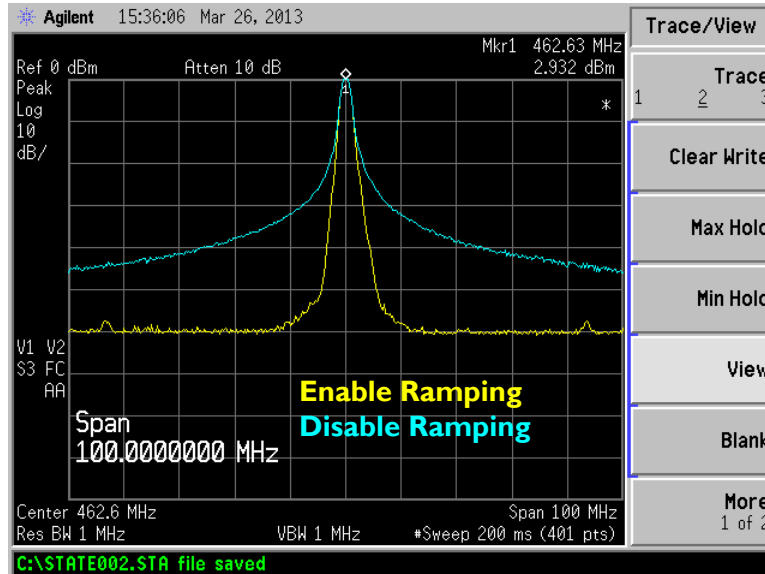 Agilent 15:36:06 Mar 26, 2013
Trace/View
Mkr1 462.63 MHz
Ref 0 dBm Atten 10 dB 2.932 dBm
Peak
Log
10
dB/
1
*
Trace
1 2 3
Clear Write
Max Hold
Min Hold
View
Blank
More
1 of 2
V1 V2
S3 FC
AA
Enable Ramping
Disable Ramping
Span
100.0000000 MHz
Center 462.6 MHz Span 100 MHz
Res BW 1 MHz VBW 1 MHz #Sweep 200 ms (401 pts)
C:\STATE002.STA file saved